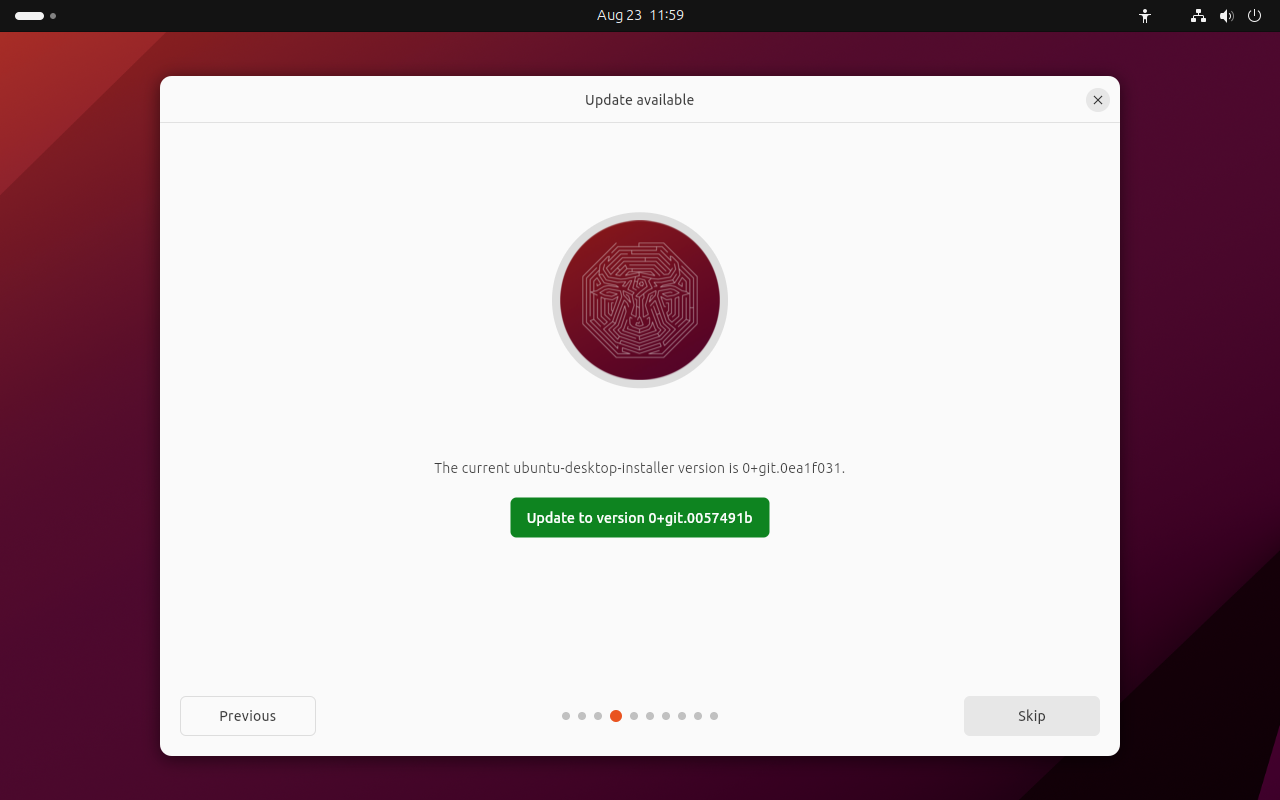 Aug 23 11:59
Update available
The current ubuntu-desktop-installer version is 0+git.0ea1f031.
Update to version 0+git.0057491b
Previous
Skip